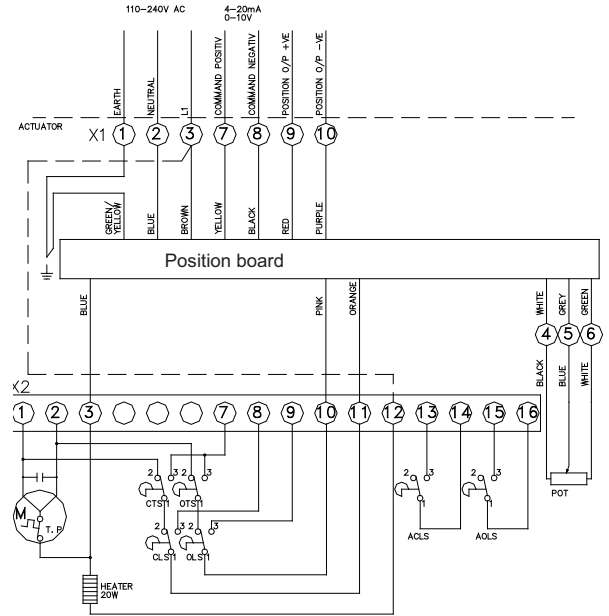 110-240V AC
4-20mA
0-10V
EARTH
NEUTRAL
L1
COMMAND POSITIV
COMMAND NEGATIV
POSITION O/P +VE
POSITION O/P -VE
ACTUATOR
X1 1 2 3 7 8 9 10
GREEN/
YELLOW
BLUE
BROWN
YELLOW
BLACK
RED
PURPLE
Position board
BLUE
PINK
ORANGE
WHITE
GREY
GREEN
4 5 6
BLACK
BLUE
WHITE
X2
1 2 3 7 8 9 10 11 12 13 14 15 16
2 3 2 3 2 3 2 3
CTS 1 OTS 1 1 1
M
T.P
2 3 2 3
CLS 1 OLS 1
ACLS
AOLS
POT
HEATER
20W